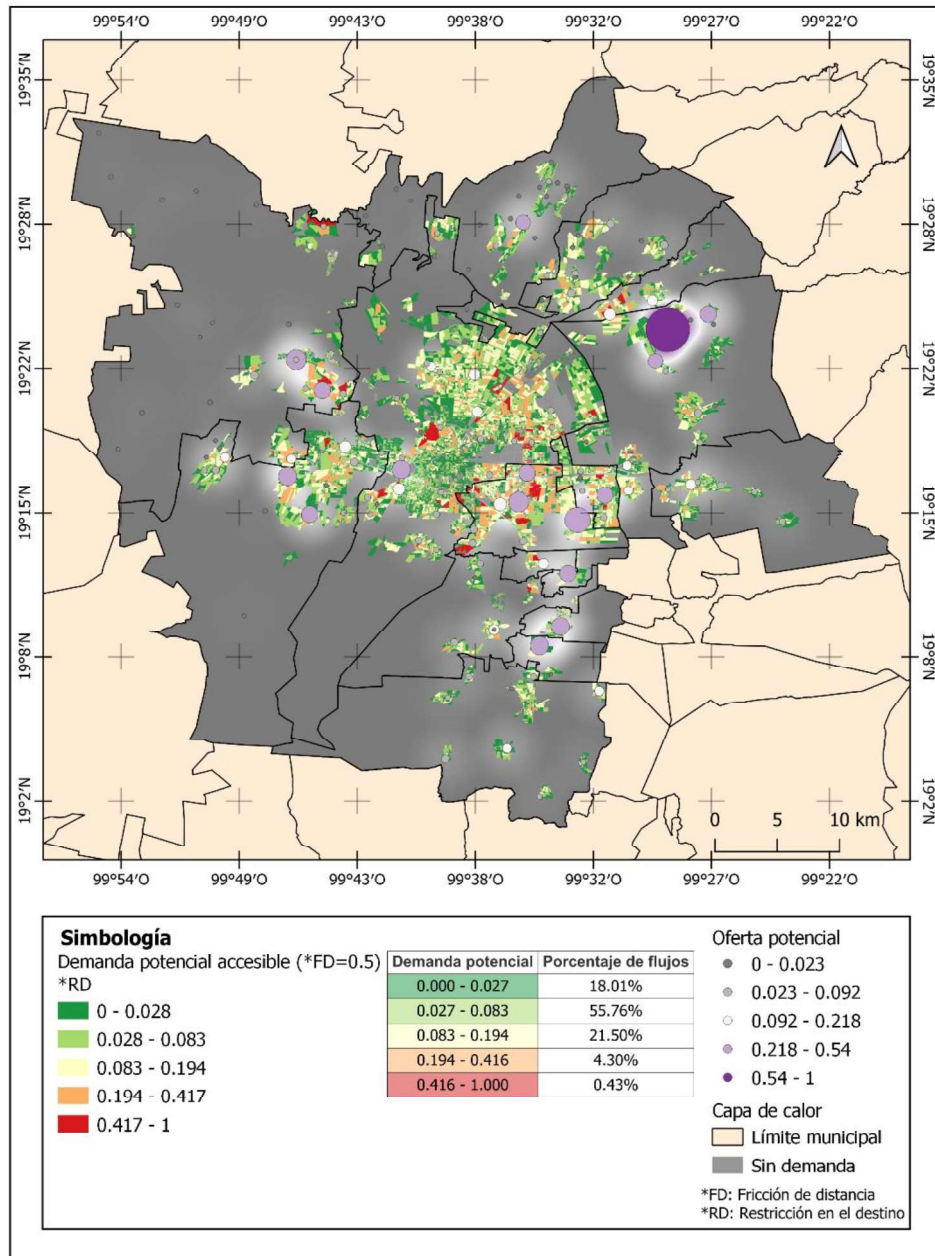 99°54'O 99°49'O 99°43'O 99°38'O 99°32'O 99°27'O 99°22'O
19°35'N 19°35'N
19°28'N 19°28'N
19°22'N 19°22'N
19°15'N 19°15'N
19°8'N 19°8'N
19°2'N 19°2'N
0 5 10 km
99°54'O 99°49'O 99°43'O 99°38'O 99°32'O 99°27'O 99°22'O
Simbología
Demanda potencial accesible (*FD=0.5)
*RD
0 - 0.028
0.028 - 0.083
0.083 - 0.194
0.194 - 0.417
0.417 - 1
Demanda potencial Porcentaje de flujos
0.000 - 0.027 18.01%
0.027 - 0.083 55.76%
0.083 - 0.194 21.50%
0.194 - 0.416 4.30%
0.416 - 1.000 0.43%
Oferta potencial
0 - 0.023
0.023 - 0.092
0.092 - 0.218
0.218 - 0.54
0.54 - 1
Capa de calor
Límite municipal
Sin demanda
*FD: Fricción de distancia
*RD: Restricción en el destino